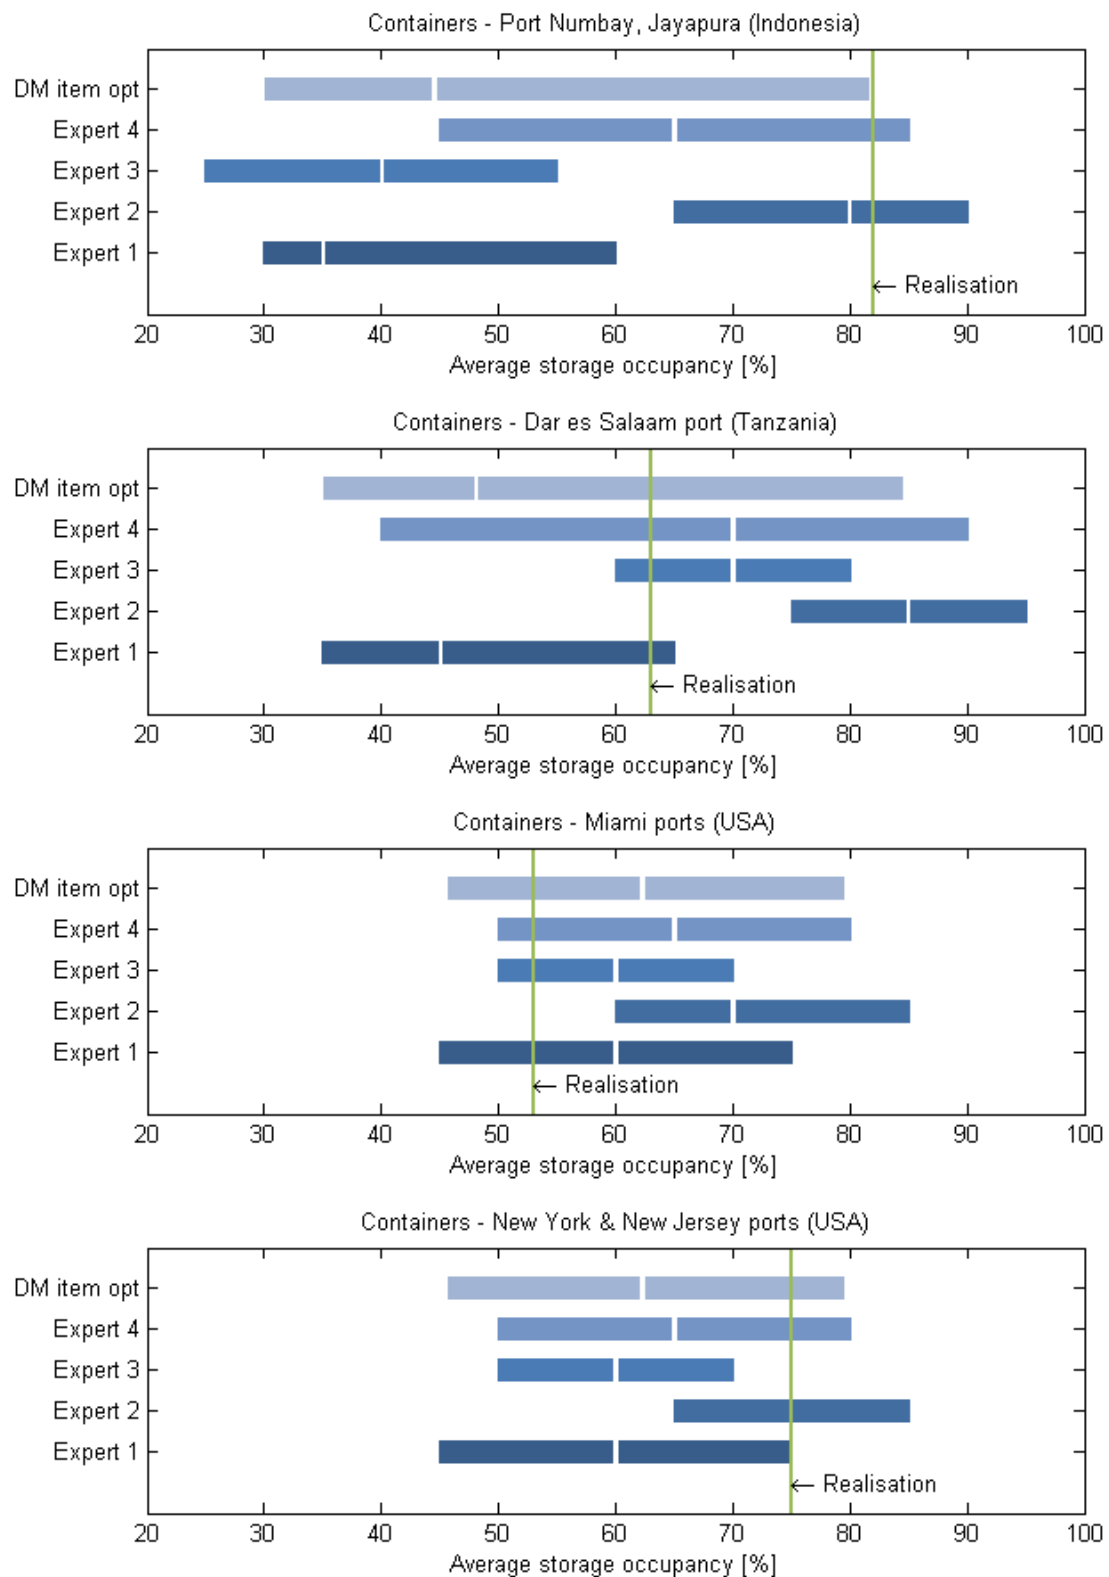 Containers - Port Numbay, Jayapura (Indonesia)
DM item opt
Expert 4
Expert 3
Expert 2
Expert 1
← Realisation
20 30 40 50 60 70 80 90 100
Average storage occupancy [%]
Containers - Dar es Salaam port (Tanzania)
DM item opt
Expert 4
Expert 3
Expert 2
Expert 1
← Realisation
20 30 40 50 60 70 80 90 100
Average storage occupancy [%]
Containers - Miami ports (USA)
DM item opt
Expert 4
Expert 3
Expert 2
Expert 1
← Realisation
20 30 40 50 60 70 80 90 100
Average storage occupancy [%]
Containers - New York & New Jersey ports (USA)
DM item opt
Expert 4
Expert 3
Expert 2
Expert 1
← Realisation
20 30 40 50 60 70 80 90 100
Average storage occupancy [%]